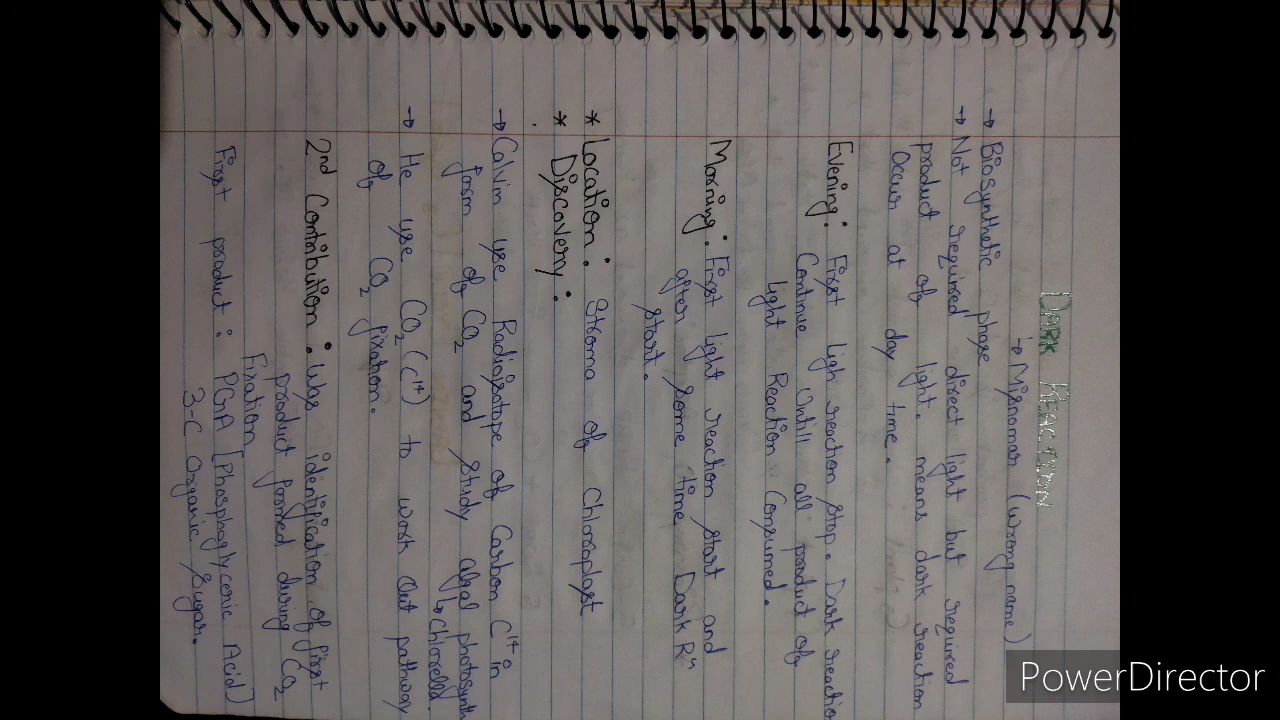 DARK REACTION
↳ Misnomar (wrong name)
→ Biosynthetic phase
→ Not required direct light but required
product of light. means dark reaction
occur at day time.
Evening: First ligh reaction stop. Dark reaction
Continue Untill all product of
light Reaction Consumed.
Morning: First light reaction start and
after some time Dark Rⁿ
start.
* Location: Stroma of Chloroplast
* Discovery:
→ Calvin use Radioisotope of Carbon C¹⁴ in
form of CO₂ and study algal photosynth
↳ Chlorella.
→ He use CO₂ (C¹⁴) to work Out pathway
of CO₂ fixation.
2nd Contribution: Was identification of first
product formed during CO₂
Fixation
First product: PGA [Phosphoglyceric Acid)
3-C Organic Sugar.
PowerDirector